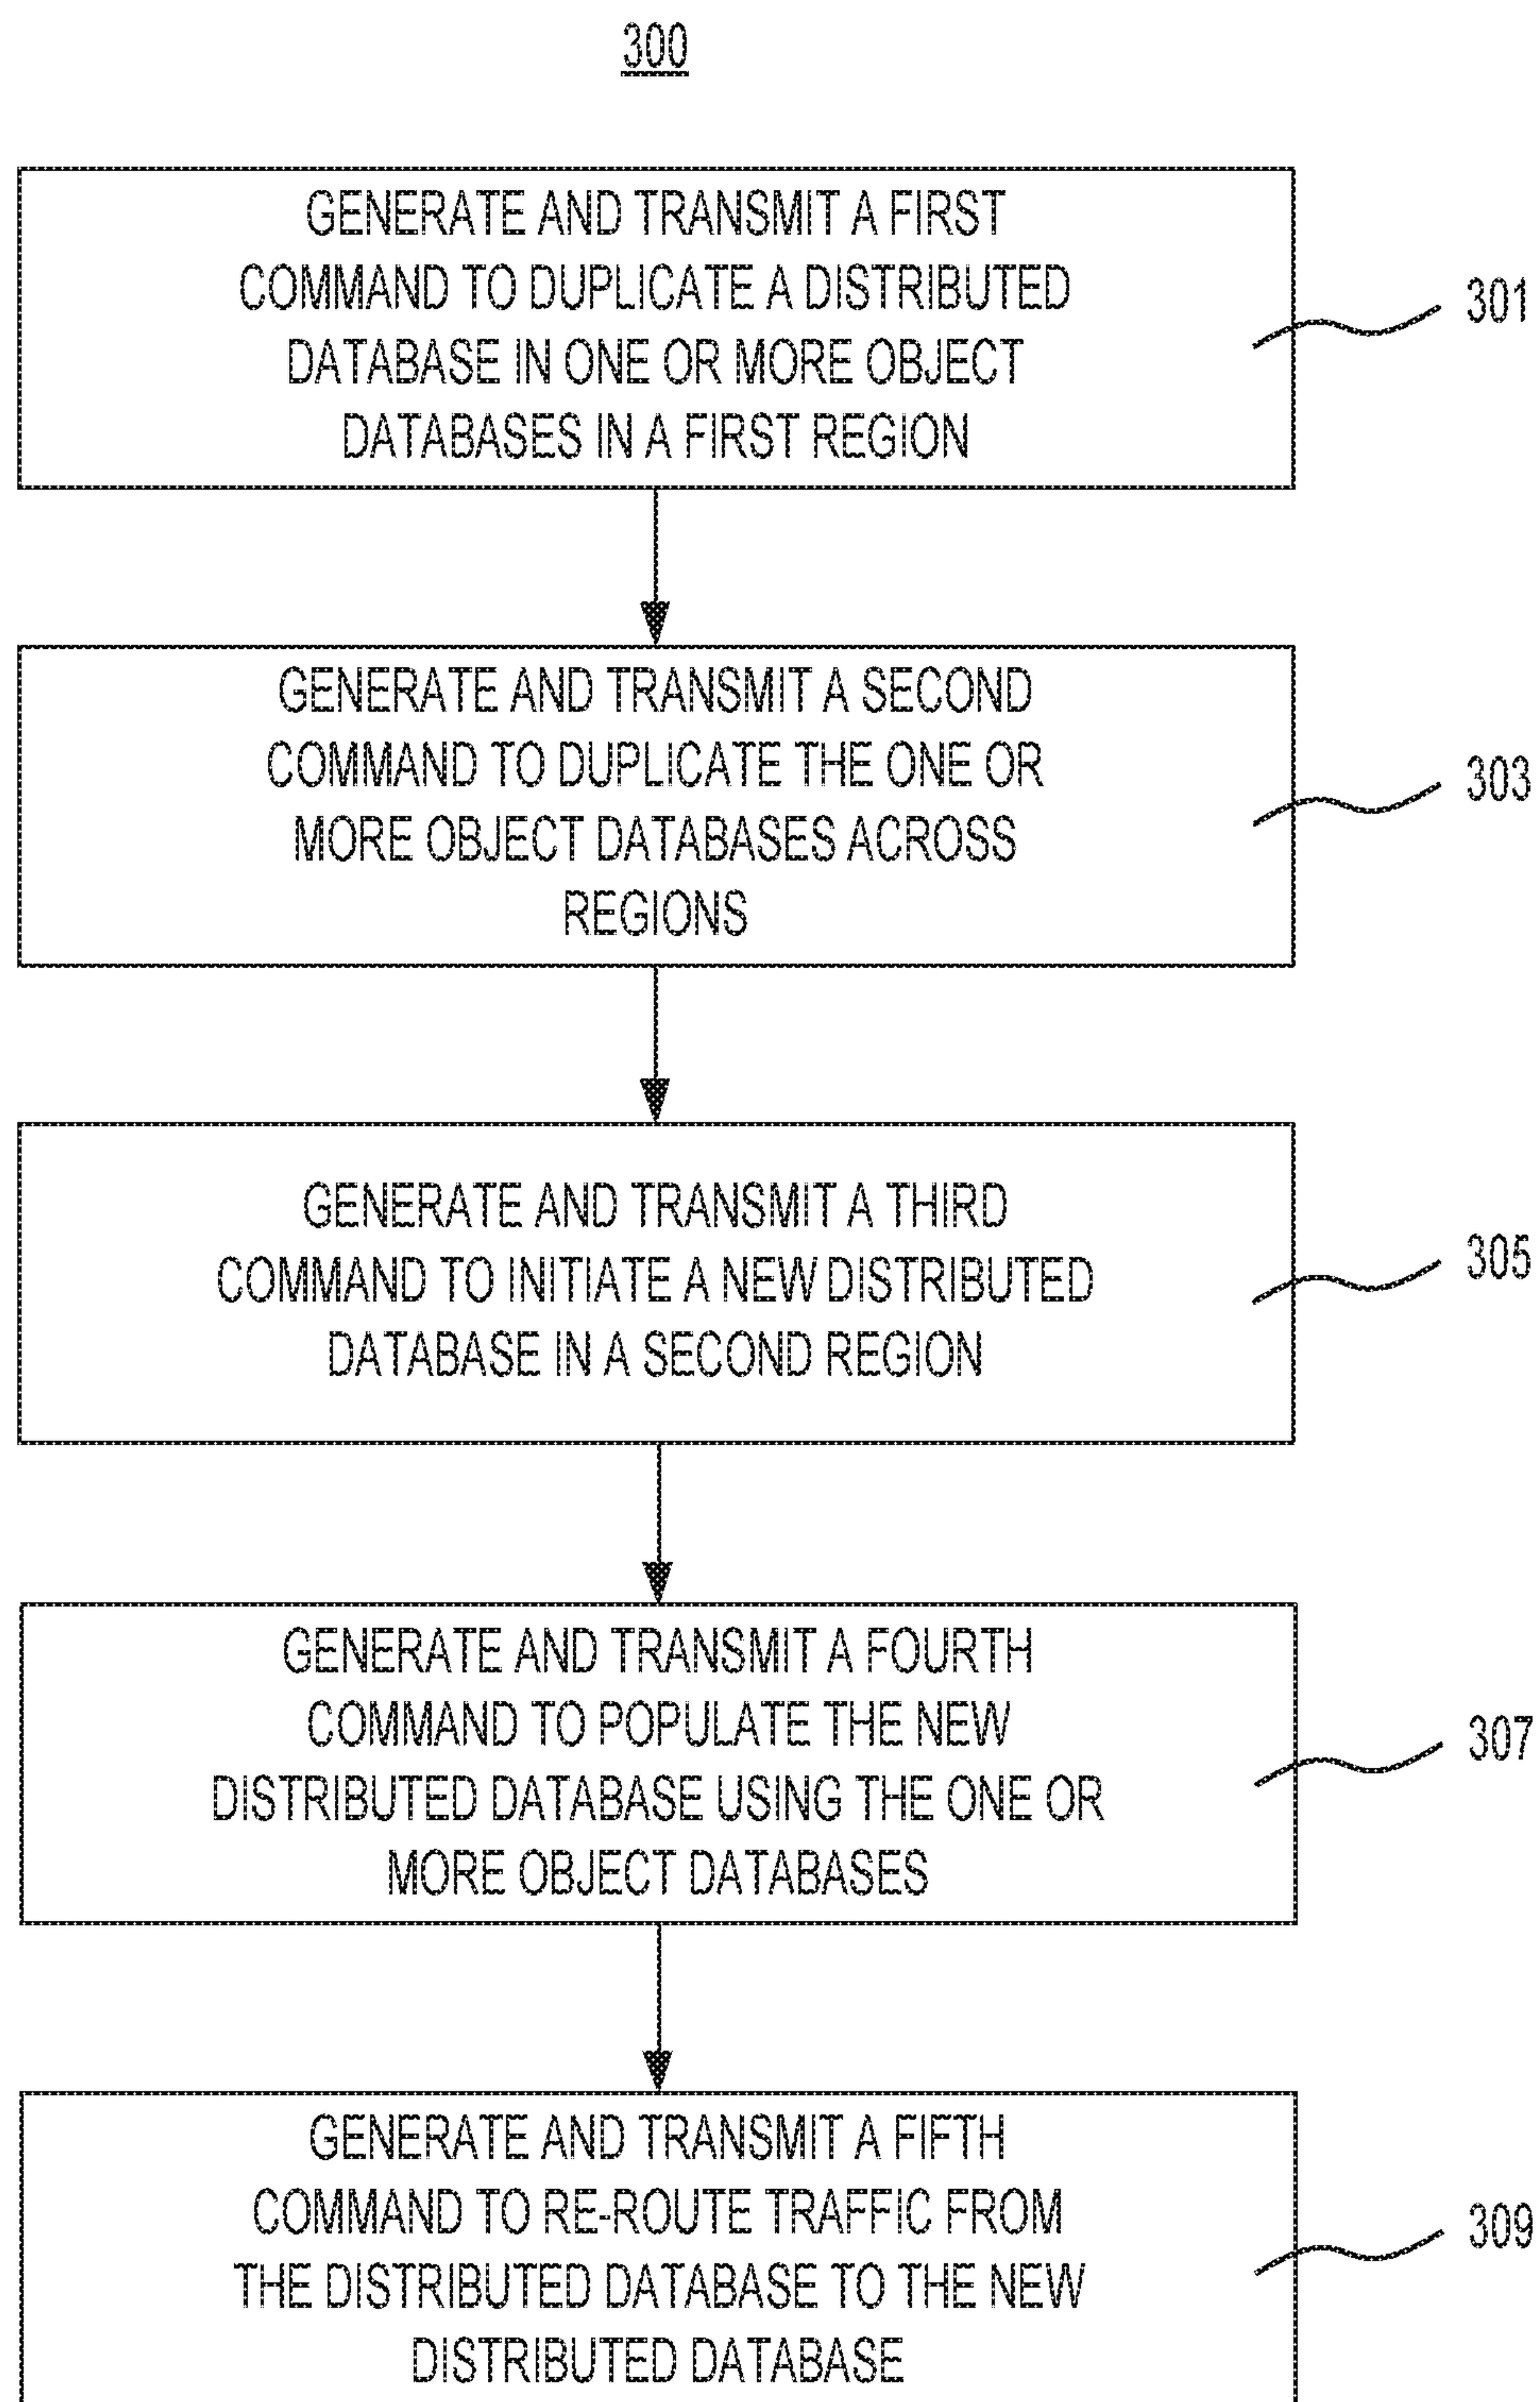 300
GENERATE AND TRANSMIT A FIRST
COMMAND TO DUPLICATE A DISTRIBUTED
DATABASE IN ONE OR MORE OBJECT
DATABASES IN A FIRST REGION
301
GENERATE AND TRANSMIT A SECOND
COMMAND TO DUPLICATE THE ONE OR
MORE OBJECT DATABASES ACROSS
REGIONS
303
GENERATE AND TRANSMIT A THIRD
COMMAND TO INITIATE A NEW DISTRIBUTED
DATABASE IN A SECOND REGION
305
GENERATE AND TRANSMIT A FOURTH
COMMAND TO POPULATE THE NEW
DISTRIBUTED DATABASE USING THE ONE OR
MORE OBJECT DATABASES
307
GENERATE AND TRANSMIT A FIFTH
COMMAND TO RE-ROUTE TRAFFIC FROM
THE DISTRIBUTED DATABASE TO THE NEW
DISTRIBUTED DATABASE
309